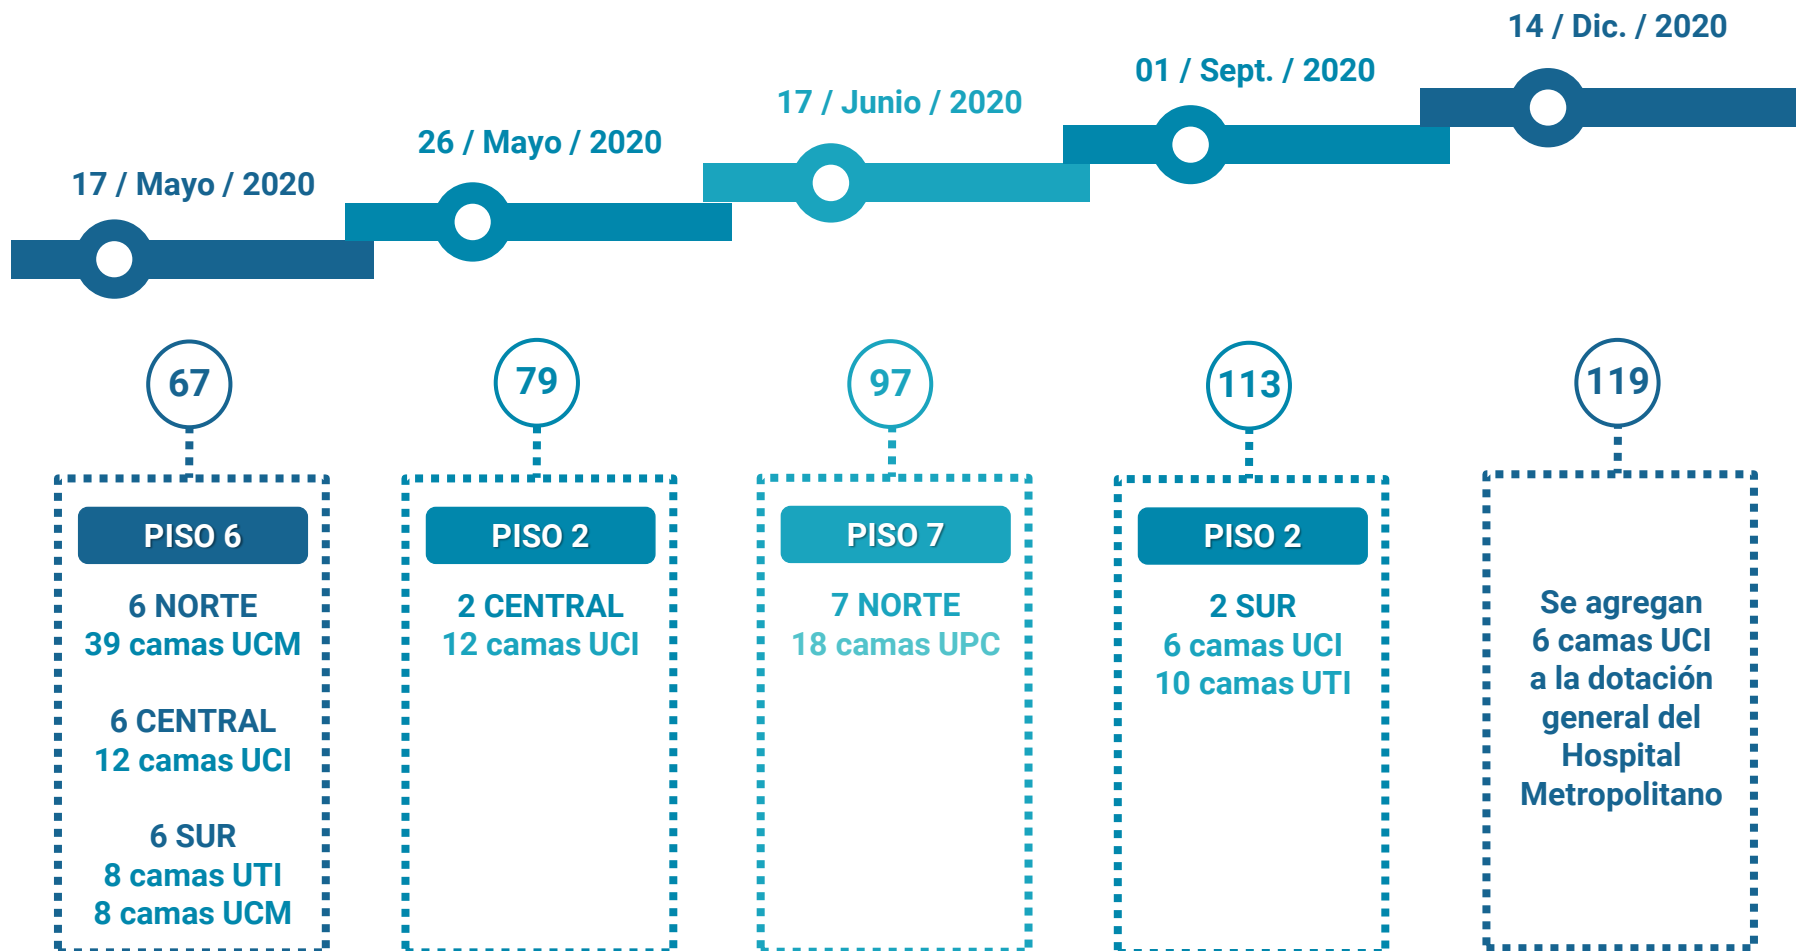 17 / Mayo / 2020
26 / Mayo / 2020
17 / Junio / 2020
01 / Sept. / 2020
14 / Dic. / 2020
67
PISO 6
6 NORTE
39 camas UCM
6 CENTRAL
12 camas UCI
6 SUR
8 camas UTI
8 camas UCM
79
PISO 2
2 CENTRAL
12 camas UCI
97
PISO 7
7 NORTE
18 camas UPC
113
PISO 2
2 SUR
6 camas UCI
10 camas UTI
119
Se agregan
6 camas UCI
a la dotación
general del
Hospital
Metropolitano